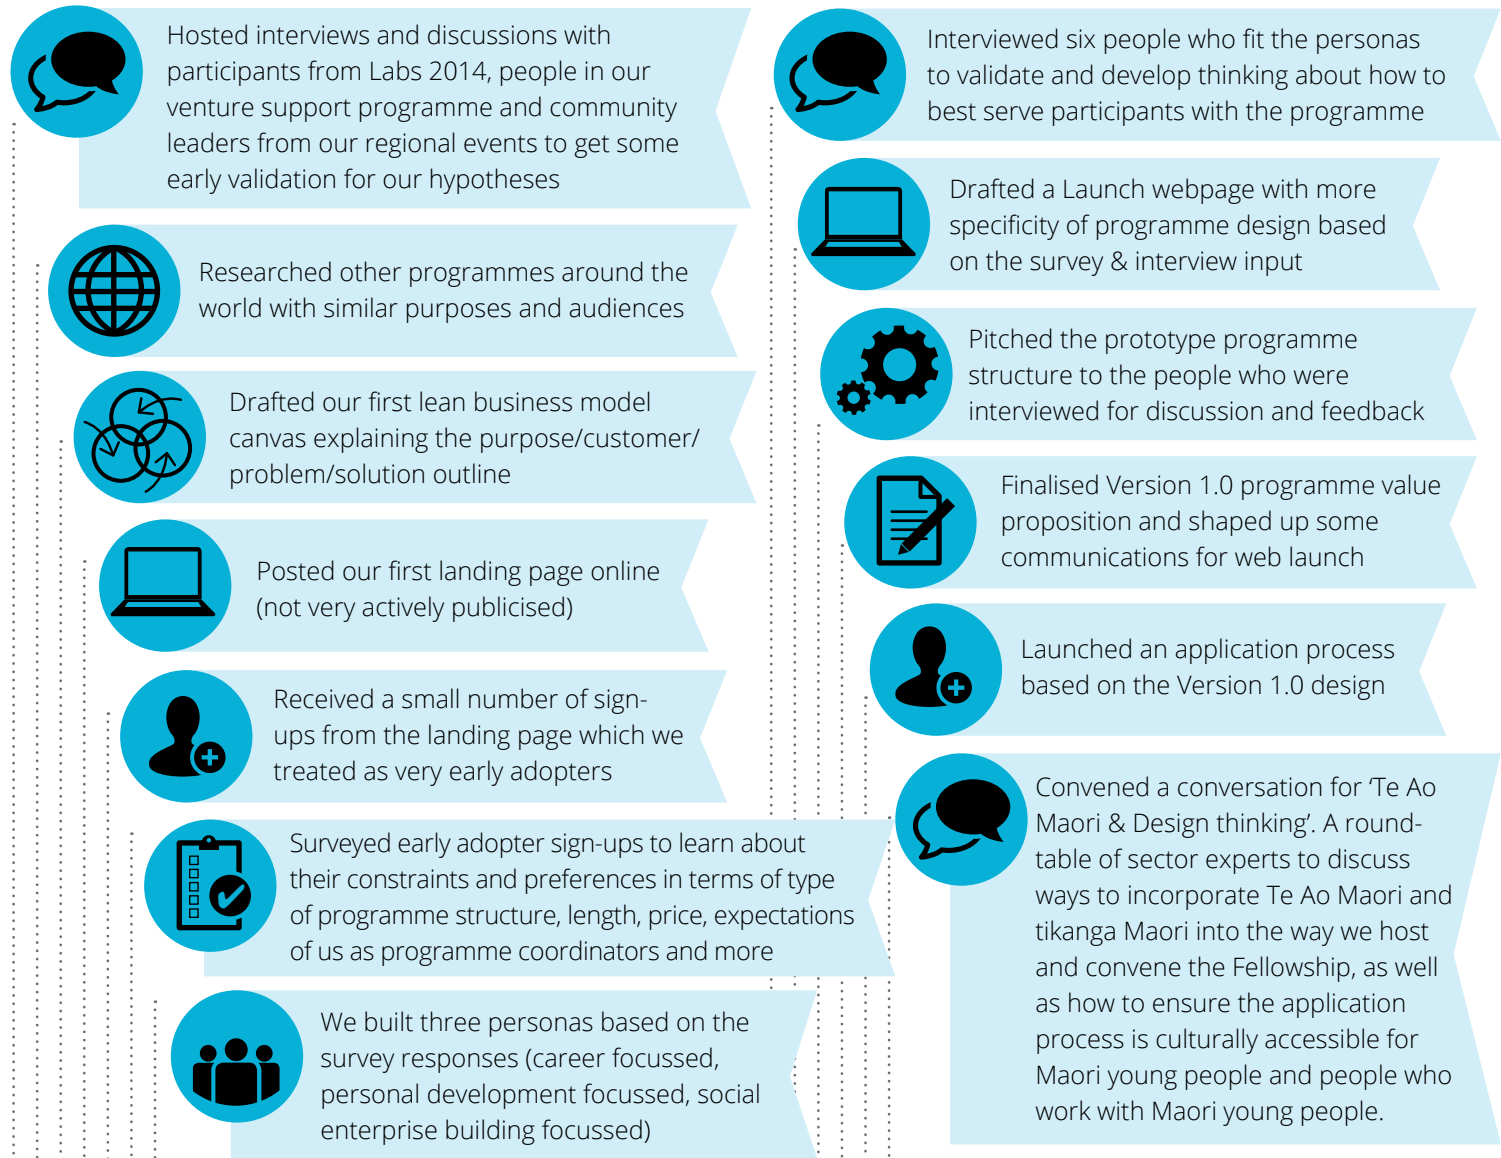 Hosted interviews and discussions with
participants from Labs 2014, people in our
venture support programme and community
leaders from our regional events to get some
early validation for our hypotheses
Researched other programmes around the
world with similar purposes and audiences
Drafted our first lean business model
canvas explaining the purpose/customer/
problem/solution outline
Posted our first landing page online
(not very actively publicised)
Received a small number of sign-
ups from the landing page which we
treated as very early adopters
Surveyed early adopter sign-ups to learn about
their constraints and preferences in terms of type
of programme structure, length, price, expectations
of us as programme coordinators and more
We built three personas based on the
survey responses (career focussed,
personal development focussed, social
enterprise building focussed)
Interviewed six people who fit the personas
to validate and develop thinking about how to
best serve participants with the programme
Drafted a Launch webpage with more
specificity of programme design based
on the survey & interview input
Pitched the prototype programme
structure to the people who were
interviewed for discussion and feedback
Finalised Version 1.0 programme value
proposition and shaped up some
communications for web launch
Launched an application process
based on the Version 1.0 design
Convened a conversation for ‘Te Ao
Maori & Design thinking’. A round-
table of sector experts to discuss
ways to incorporate Te Ao Maori and
tikanga Maori into the way we host
and convene the Fellowship, as well
as how to ensure the application
process is culturally accessible for
Maori young people and people who
work with Maori young people.